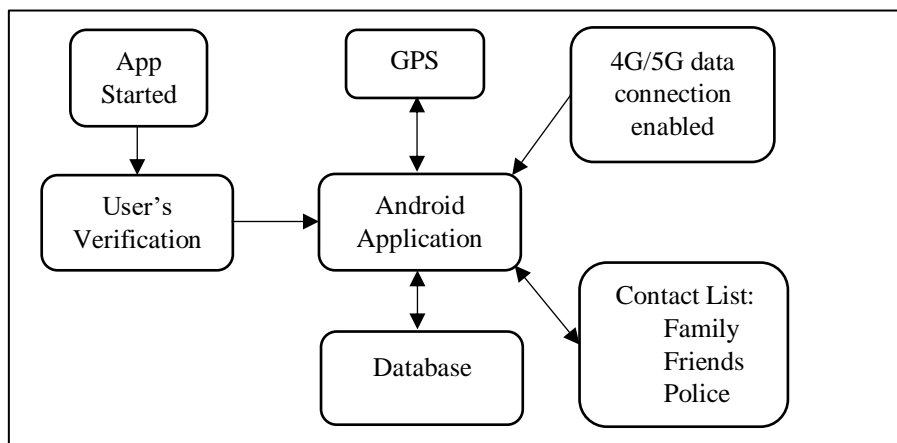 App
Started
GPS
4G/5G data
connection
enabled
User’s
Verification
Android
Application
Contact List:
Family
Friends
Police
Database